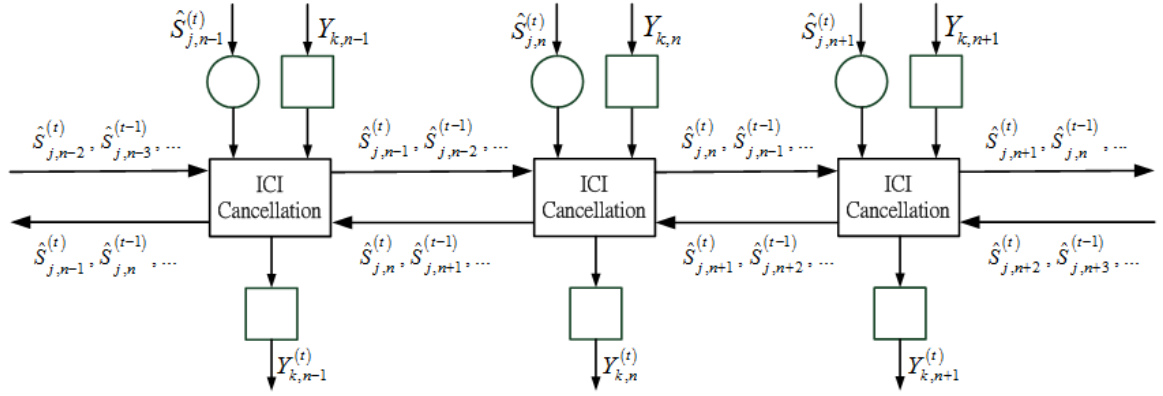 Ŝ_{j,n-1}^{(t)} Y_{k,n-1} Ŝ_{j,n}^{(t)} Y_{k,n} Ŝ_{j,n+1}^{(t)} Y_{k,n+1}
Ŝ_{j,n-2}^{(t)}, Ŝ_{j,n-3}^{(t-1)}, ... Ŝ_{j,n-1}^{(t)}, Ŝ_{j,n-2}^{(t-1)}, ... Ŝ_{j,n}^{(t)}, Ŝ_{j,n-1}^{(t-1)}, ... Ŝ_{j,n+1}^{(t)}, Ŝ_{j,n}^{(t-1)}, ...
ICI ICI ICI
Cancellation Cancellation Cancellation
Ŝ_{j,n-1}^{(t)}, Ŝ_{j,n}^{(t-1)}, ... Ŝ_{j,n}^{(t)}, Ŝ_{j,n+1}^{(t-1)}, ... Ŝ_{j,n+1}^{(t)}, Ŝ_{j,n+2}^{(t-1)}, ... Ŝ_{j,n+2}^{(t)}, Ŝ_{j,n+3}^{(t-1)}, ...
Y_{k,n-1}^{(t)} Y_{k,n}^{(t)} Y_{k,n+1}^{(t)}